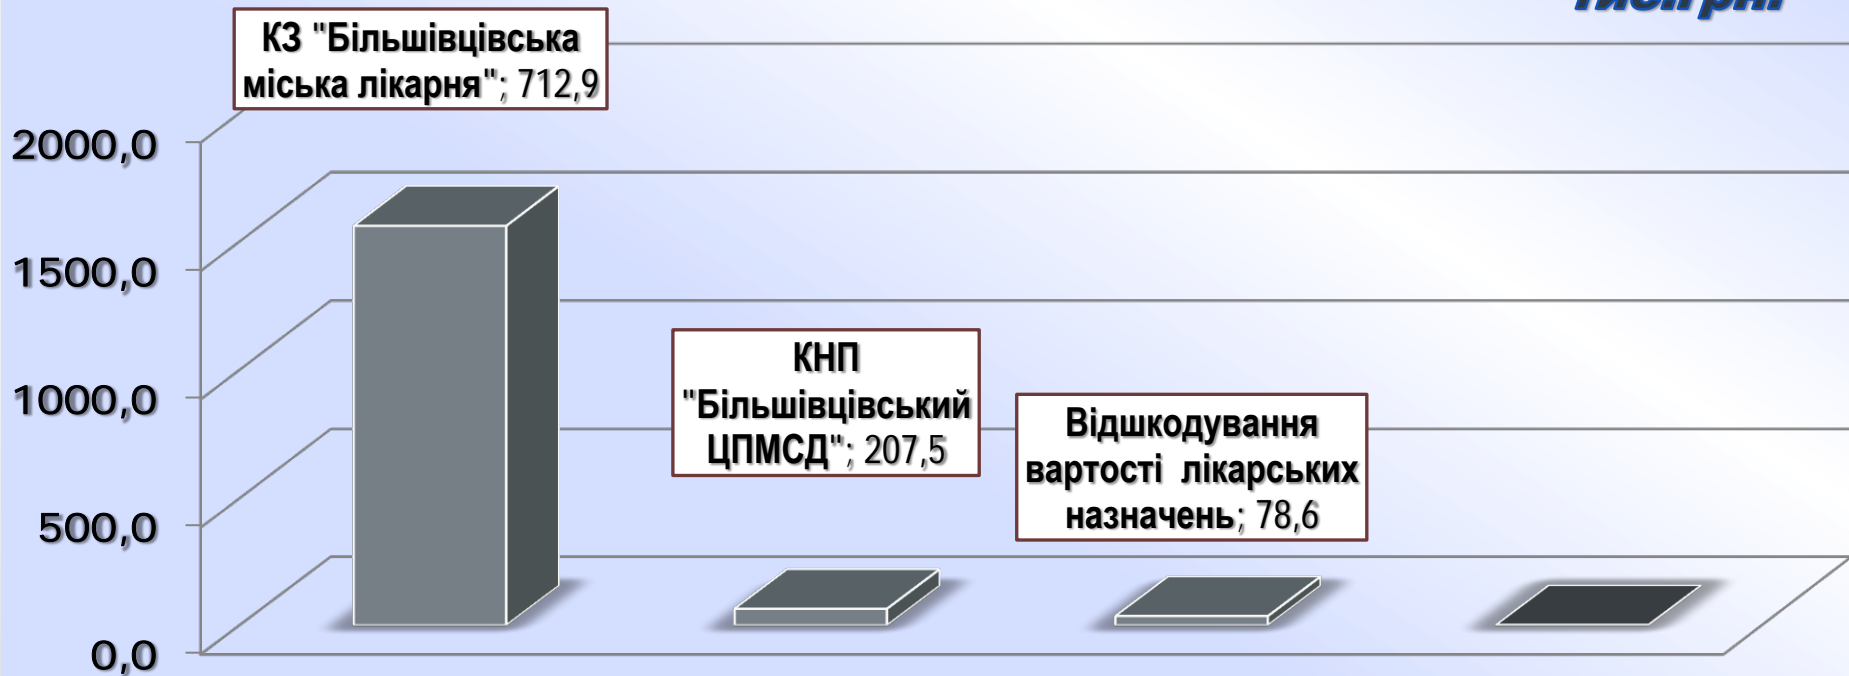 КЗ "Більшівцівська
міська лікарня"; 712,9
2000,0
1500,0
1000,0
500,0
0,0
КНП
"Більшівцівський
ЦПМСД"; 207,5
Відшкодування
вартості лікарських
назначень; 78,6